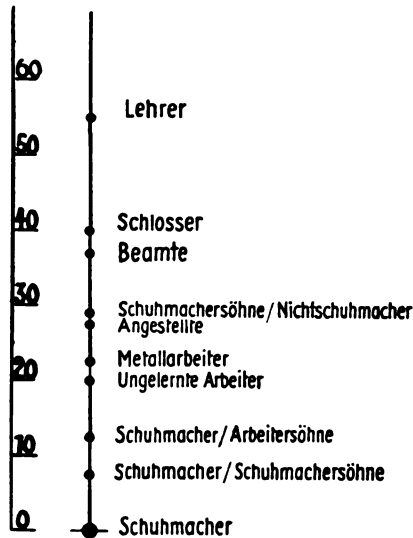 60
Lehrer
50
40
Schlosser
Beamte
30
Schuhmachersöhne/Nichtschuhmacher
Angestellte
Metallarbeiter
20
Ungelernte Arbeiter
Schuhmacher/Arbeitersöhne
10
Schuhmacher/Schuhmachersöhne
0
Schuhmacher